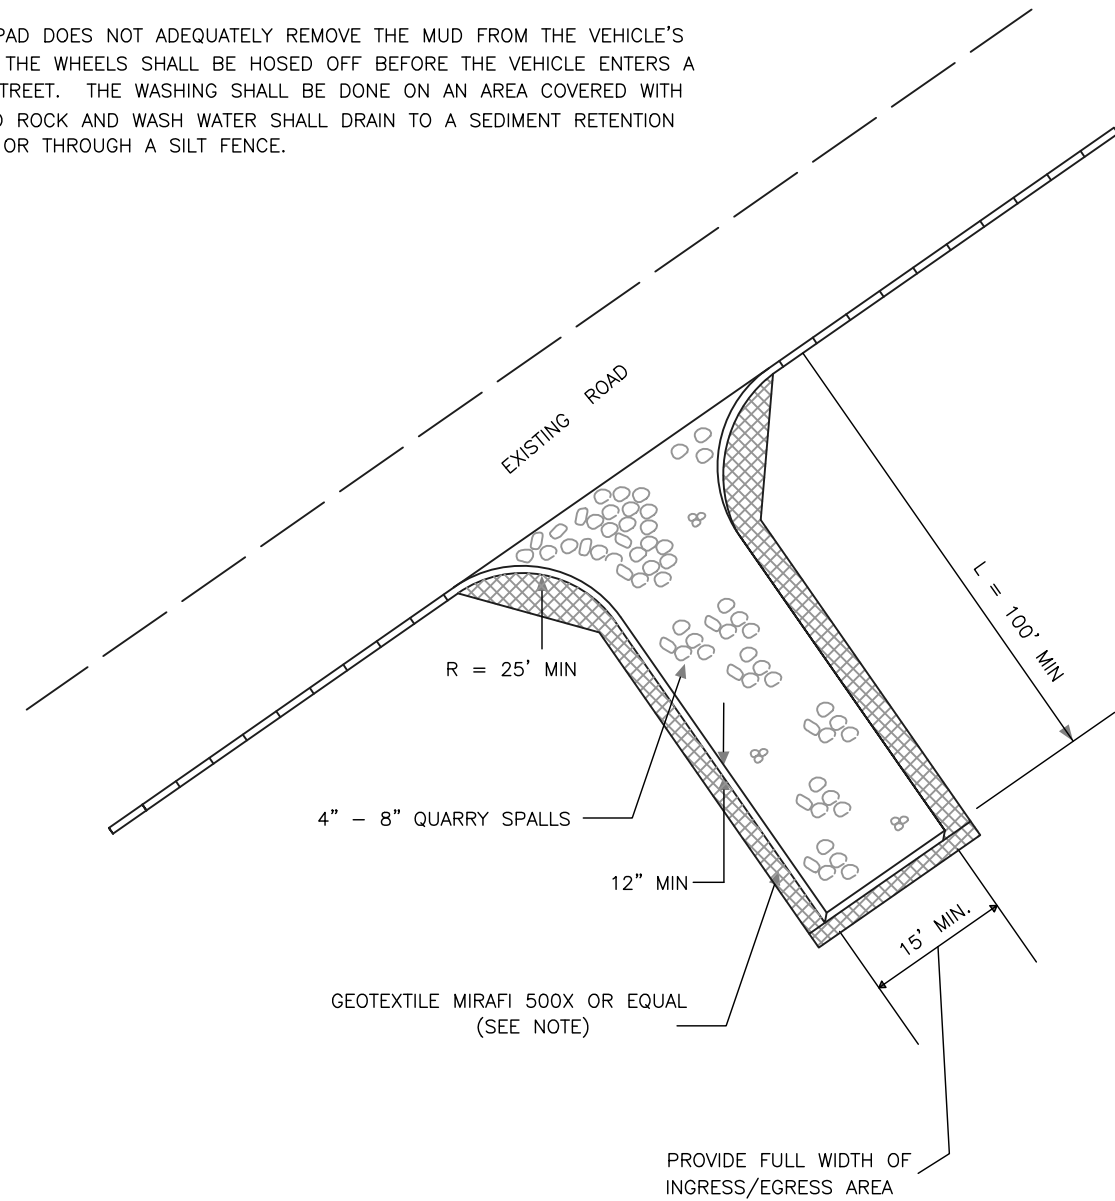 PAD DOES NOT ADEQUATELY REMOVE THE MUD FROM THE VEHICLE'S
THE WHEELS SHALL BE HOSED OFF BEFORE THE VEHICLE ENTERS A
TREET. THE WASHING SHALL BE DONE ON AN AREA COVERED WITH
ROCK AND WASH WATER SHALL DRAIN TO A SEDIMENT RETENTION
OR THROUGH A SILT FENCE.
EXISTING ROAD
L = 100' MIN
R = 25' MIN
4" – 8" QUARRY SPALLS
12" MIN
15' MIN.
GEOTEXTILE MIRAFI 500X OR EQUAL
(SEE NOTE)
PROVIDE FULL WIDTH OF
INGRESS/EGRESS AREA